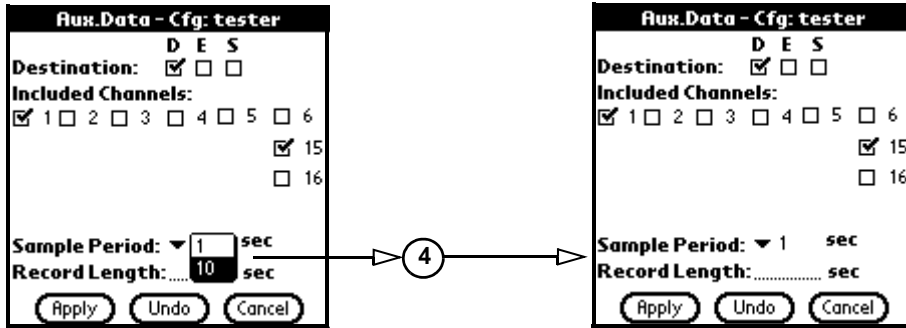 Aux.Data - Cfg: tester
D E S
Destination:
Included Channels:
1 2 3 4 5 6
15
16
Sample Period: 1 sec
10
Record Length: sec
Apply Undo Cancel
4
Aux.Data - Cfg: tester
D E S
Destination:
Included Channels:
1 2 3 4 5 6
15
16
Sample Period: 1 sec
Record Length: sec
Apply Undo Cancel